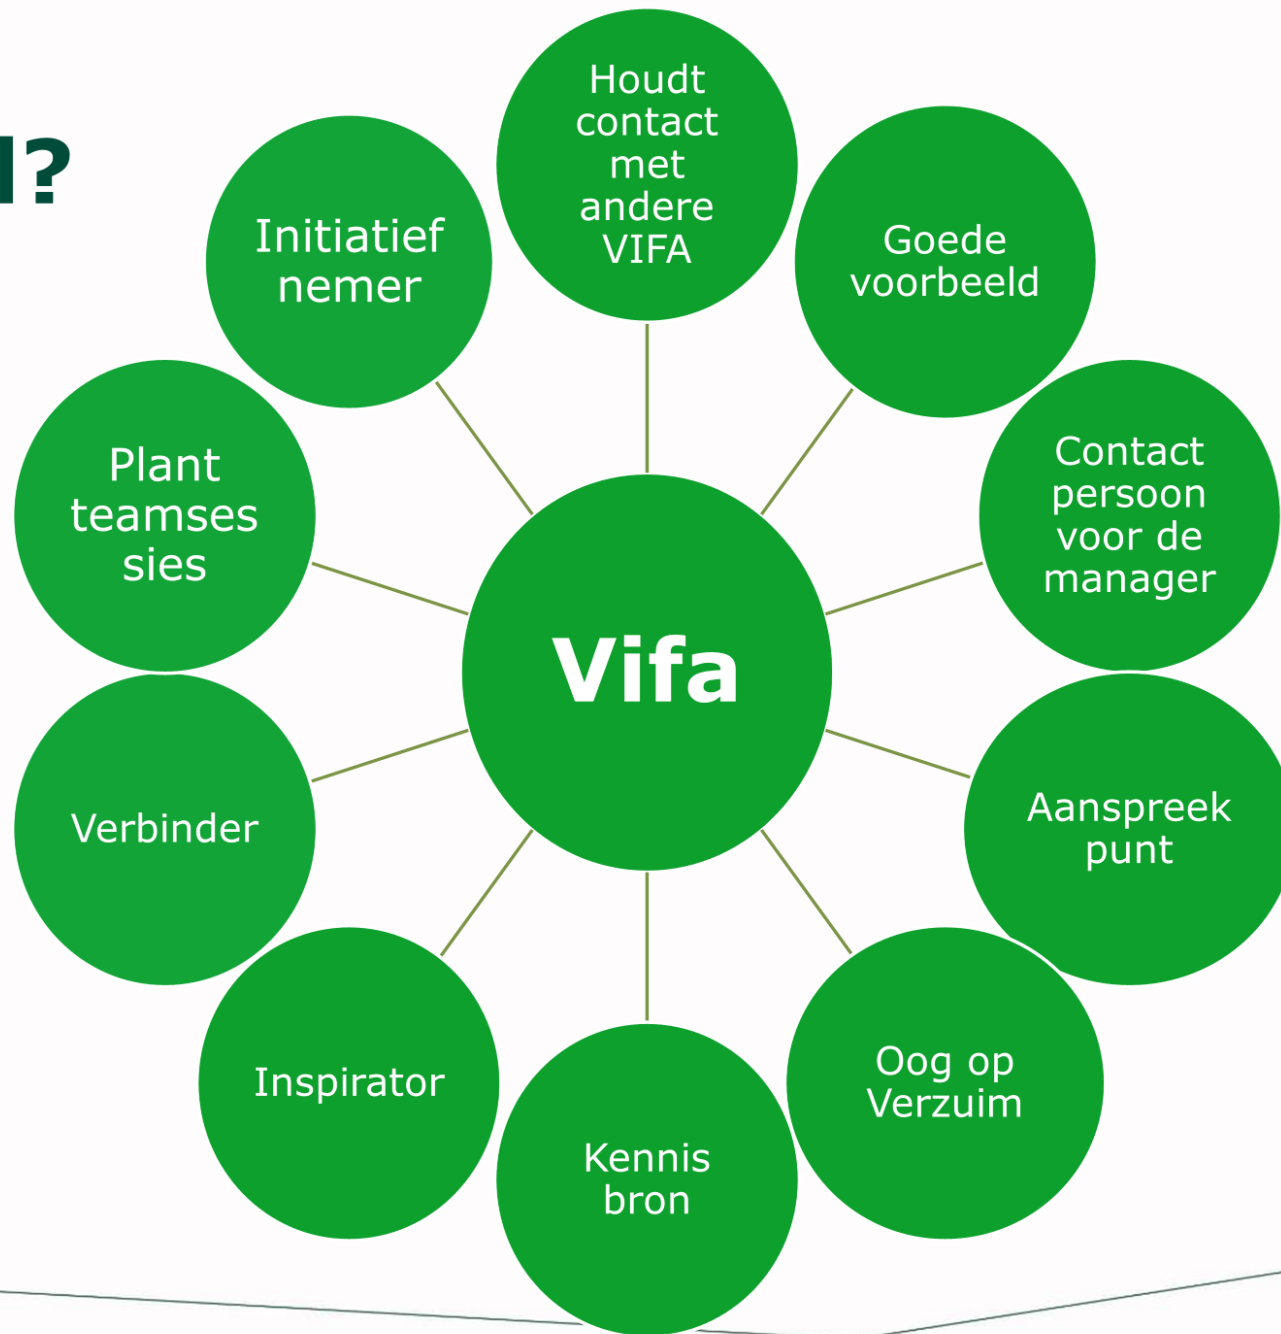 ?
Houdt
contact
met
andere
VIFA
Goede
voorbeeld
Contact
persoon
voor de
manager
Aanspreek
punt
Oog op
Verzuim
Kennis
bron
Inspirator
Verbinder
Plant
teamses
sies
Initiatief
nemer
Vifa